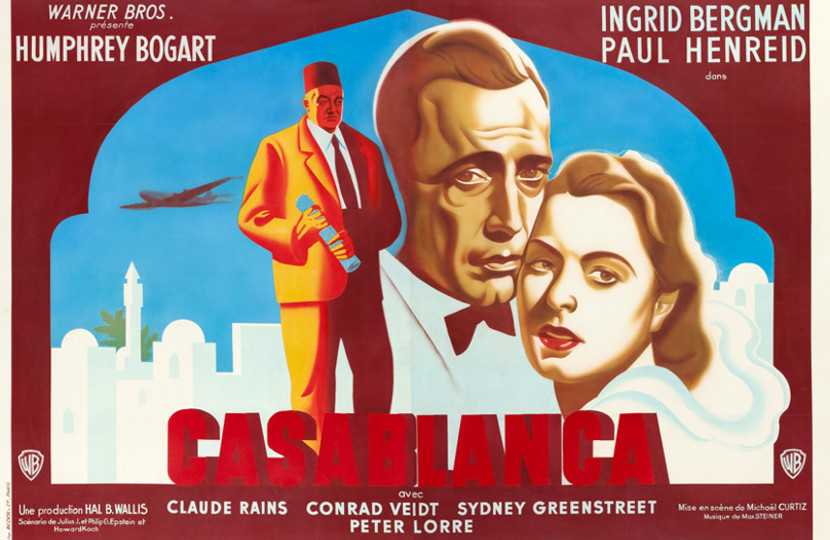 WARNER BROS.
présente
HUMPHREY BOGART
INGRID BERGMAN
PAUL HENREID
dans
CASABLANCA
WB
WB
avec
Une production HAL B. WALLIS
Scénario de Julius J. et Philip G. Epstein et
Howard Koch
CLAUDE RAINS CONRAD VEIDT SYDNEY GREENSTREET
PETER LORRE
Mise en scène de Michaël CURTIZ
Musique de Max STEINER